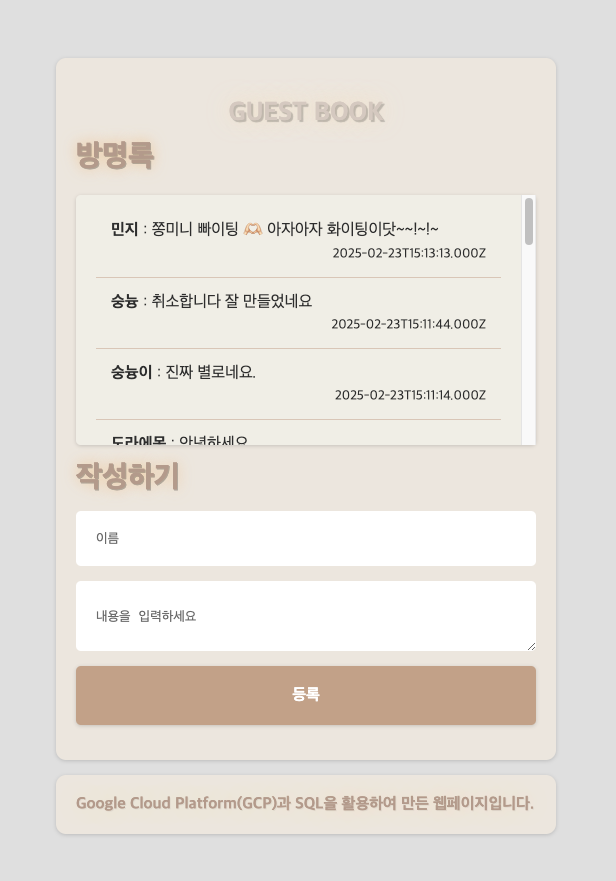 GUEST BOOK
방명록
민지 : 쫑미니 빠이팅 🫶🏻 아자아자 화이팅이닷~~!~!~
2025-02-23T15:13:13.000Z
숭늉 : 취소합니다 잘 만들었네요
2025-02-23T15:11:44.000Z
숭늉이 : 진짜 별로네요.
2025-02-23T15:11:14.000Z
도라에몽 : 안녕하세요
작성하기
이름
내용을 입력하세요
등록
Google Cloud Platform(GCP)과 SQL을 활용하여 만든 웹페이지입니다.